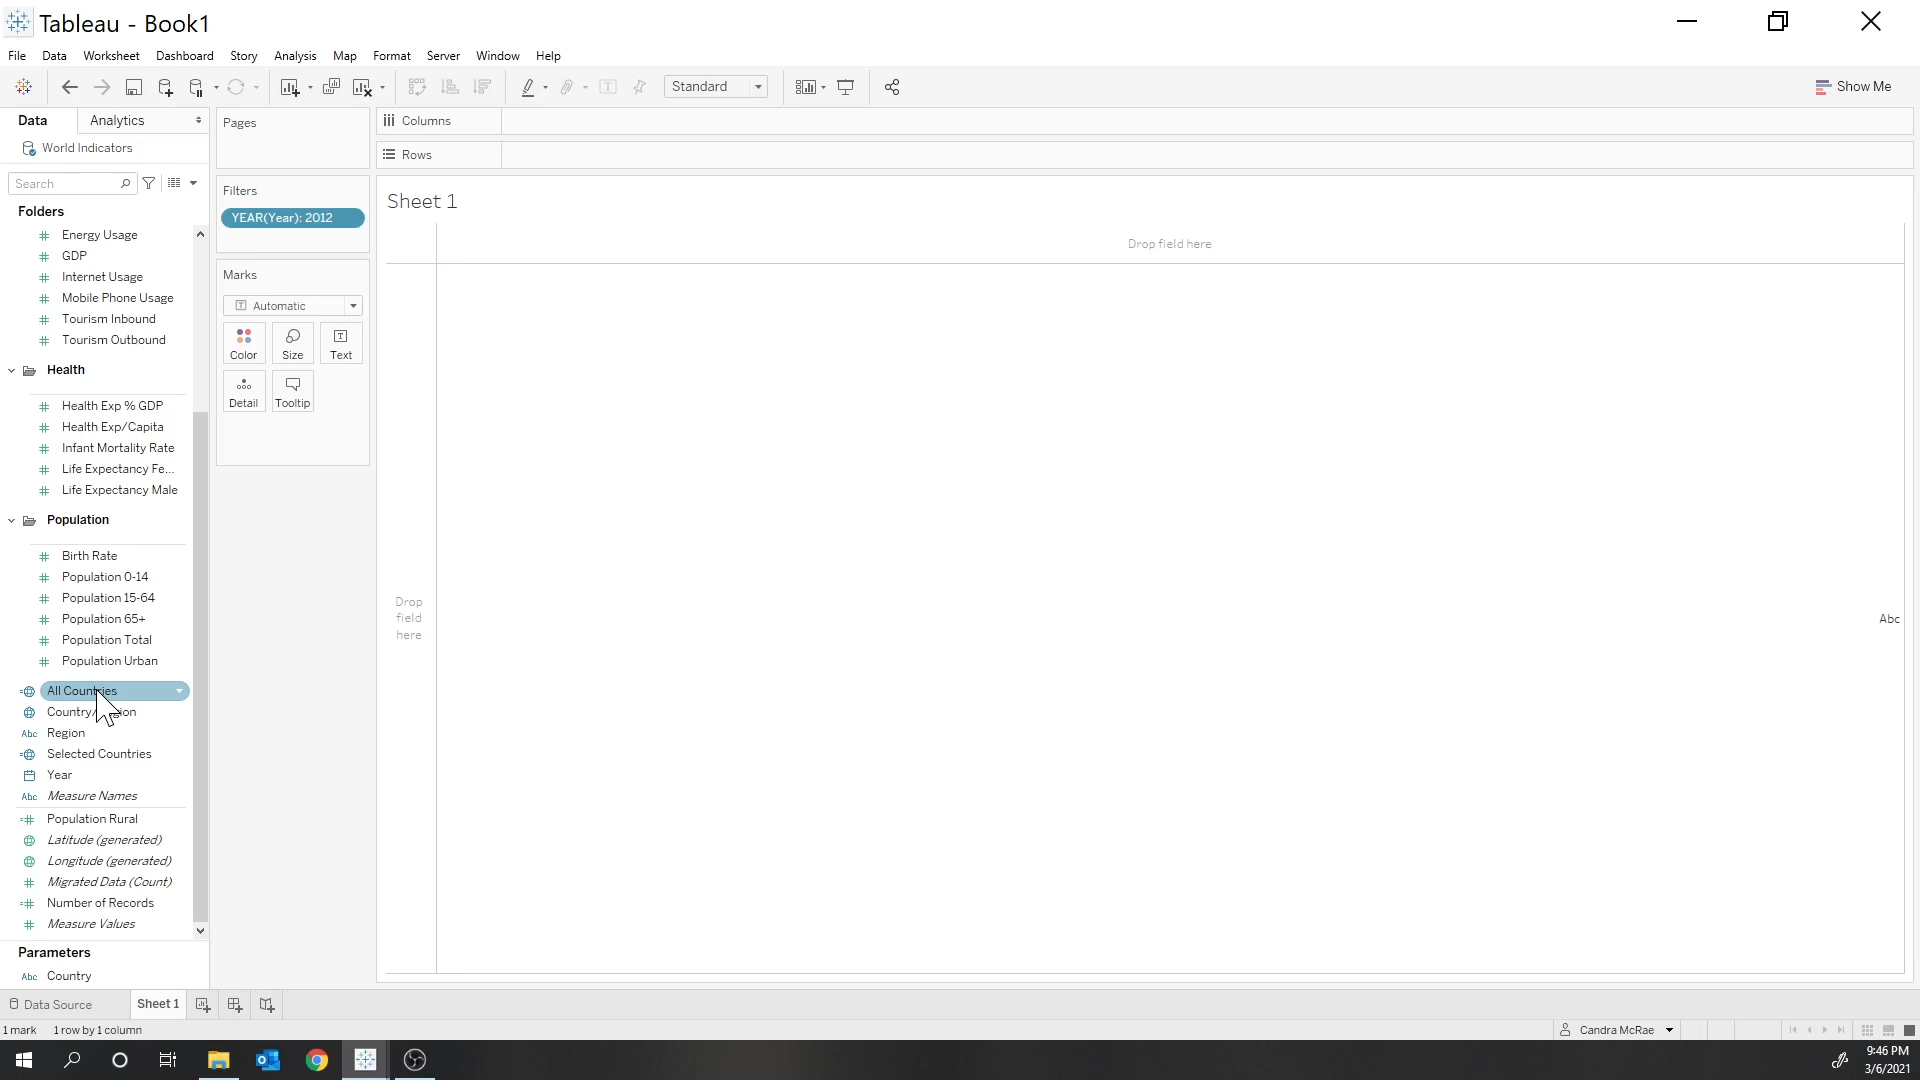 Tableau - Book1
File Data Worksheet Dashboard Story Analysis Map Format Server Window Help
Standard
Show Me
Data Analytics
World Indicators
Search
Folders
Energy Usage
GDP
Internet Usage
Mobile Phone Usage
Tourism Inbound
Tourism Outbound
Health
Health Exp % GDP
Health Exp/Capita
Infant Mortality Rate
Life Expectancy Fe...
Life Expectancy Male
Population
Birth Rate
Population 0-14
Population 15-64
Population 65+
Population Total
Population Urban
All Countries
Abc Region
Selected Countries
Year
Abc Measure Names
Population Rural
Latitude (generated)
Longitude (generated)
Migrated Data (Count)
Number of Records
Measure Values
Parameters
Abc Country
Pages
Filters
YEAR(Year): 2012
Marks
Automatic
Color Size Text
Detail Tooltip
Columns
Rows
Sheet 1
Drop field here
Drop
field
here
Abc
Data Source Sheet 1
1 mark 1 row by 1 column
Candra McRae
9:46 PM
3/6/2021